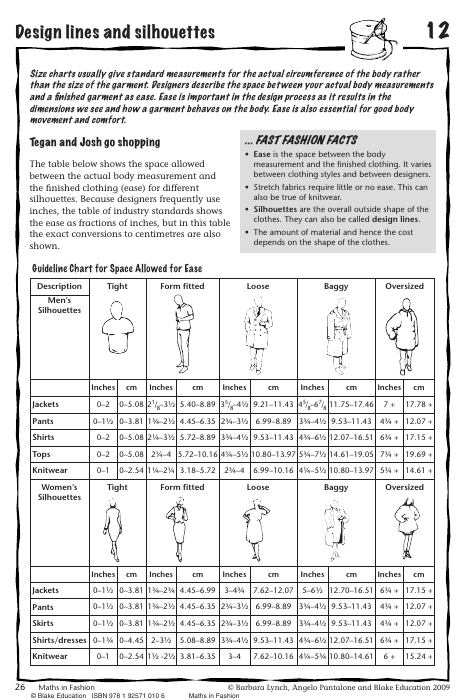 Design lines and silhouettes 12
Size charts usually give standard measurements for the actual circumference of the body rather
than the size of the garment. Designers describe the space between your actual body measurements
and a finished garment as ease. Ease is important in the design process as it results in the
dimensions we see and how a garment behaves on the body. Ease is also essential for good body
movement and comfort.
Tegan and Josh go shopping
The table below shows the space allowed
between the actual body measurement and
the finished clothing (ease) for different
silhouettes. Because designers frequently use
inches, the table of industry standards shows
the ease as fractions of inches, but in this table
the exact conversions to centimetres are also
shown.
... FAST FASHION FACTS
• Ease is the space between the body
measurement and the finished clothing. It varies
between clothing styles and between designers.
• Stretch fabrics require little or no ease. This can
also be true of knitwear.
• Silhouettes are the overall outside shape of the
clothes. They can also be called design lines.
• The amount of material and hence the cost
depends on the shape of the clothes.
Guideline Chart for Space Allowed for Ease
Description Tight Form fitted Loose Baggy Oversized
Men's
Silhouettes
Inches cm Inches cm Inches cm Inches cm Inches cm
Jackets 0–2 0–5.08 2 1/8–3½ 5.40–8.89 3 5/8–4½ 9.21–11.43 4 5/8–6 7/8 11.75–17.46 7 + 17.78 +
Pants 0–1½ 0–3.81 1¾–2½ 4.45–6.35 2¾–3½ 6.99–8.89 3¾–4½ 9.53–11.43 4¾ + 12.07 +
Shirts 0–2 0–5.08 2¼–3½ 5.72–8.89 3¾–4½ 9.53–11.43 4¾–6½ 12.07–16.51 6¾ + 17.15 +
Tops 0–2 0–5.08 2¼–4 5.72–10.16 4¼–5½ 10.80–13.97 5¾–7½ 14.61–19.05 7¾ + 19.69 +
Knitwear 0–1 0–2.54 1¼–2¼ 3.18–5.72 2¾–4 6.99–10.16 4¼–5½ 10.80–13.97 5¾ + 14.61 +
Women's Tight Form fitted Loose Baggy Oversized
Silhouettes
Inches cm Inches cm Inches cm Inches cm Inches cm
Jackets 0–1½ 0–3.81 1¾–2¾ 4.45–6.99 3–4¾ 7.62–12.07 5–6½ 12.70–16.51 6¾ + 17.15 +
Pants 0–1½ 0–3.81 1¾–2½ 4.45–6.35 2¾–3½ 6.99–8.89 3¾–4½ 9.53–11.43 4¾ + 12.07 +
Skirts 0–1½ 0–3.81 1¾–2½ 4.45–6.35 2¾–3½ 6.99–8.89 3¾–4½ 9.53–11.43 4¾ + 12.07 +
Shirts/dresses 0–1¾ 0–4.45 2–3½ 5.08–8.89 3¾–4½ 9.53–11.43 4¾–6½ 12.07–16.51 6¾ + 17.15 +
Knitwear 0–1 0–2.54 1½ -2½ 3.81–6.35 3–4 7.62–10.16 4¼–5¾ 10.80–14.61 6 + 15.24 +
26 Maths in Fashion © Barbara Lynch, Angelo Pantalone and Blake Education 2009
© Blake Education ISBN 978 1 92571 010 6 Maths in Fashion